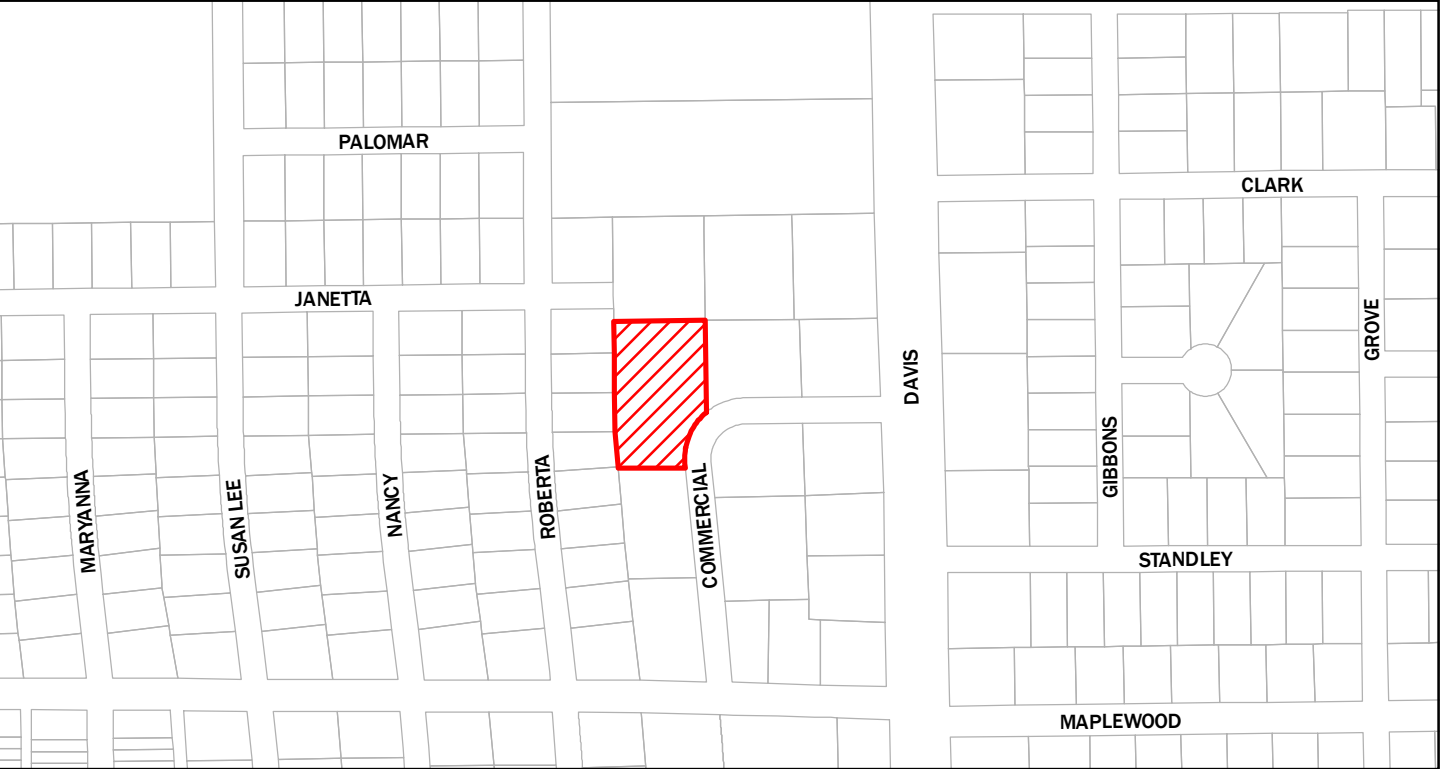 PALOMAR
CLARK
JANETTA
GROVE
DAVIS
GIBBONS
MARYANNA
SUSAN LEE
NANCY
ROBERTA
COMMERCIAL
STANDLEY
MAPLEWOOD